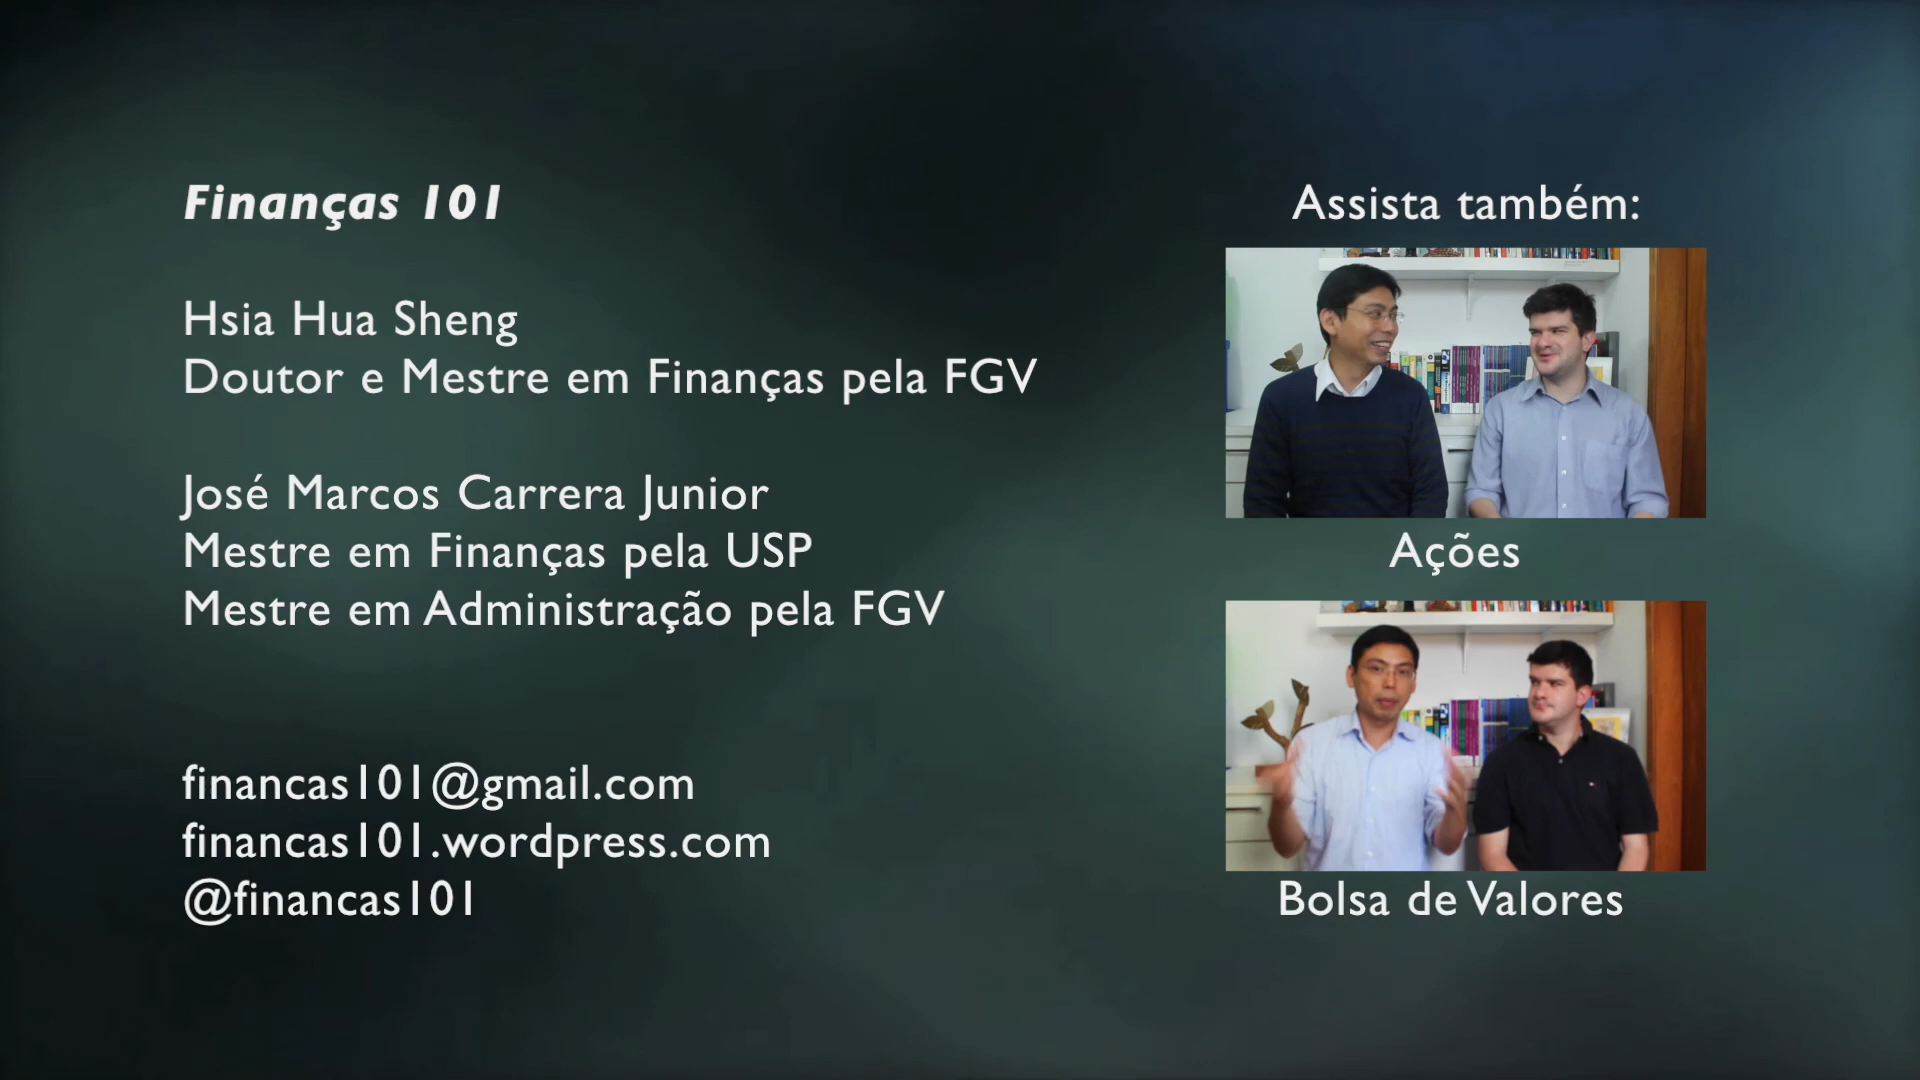 Finanças 101
Hsia Hua Sheng
Doutor e Mestre em Finanças pela FGV
José Marcos Carrera Junior
Mestre em Finanças pela USP
Mestre em Administração pela FGV
financas101@gmail.com
financas101.wordpress.com
@financas101
Assista também:
Ações
Bolsa de Valores